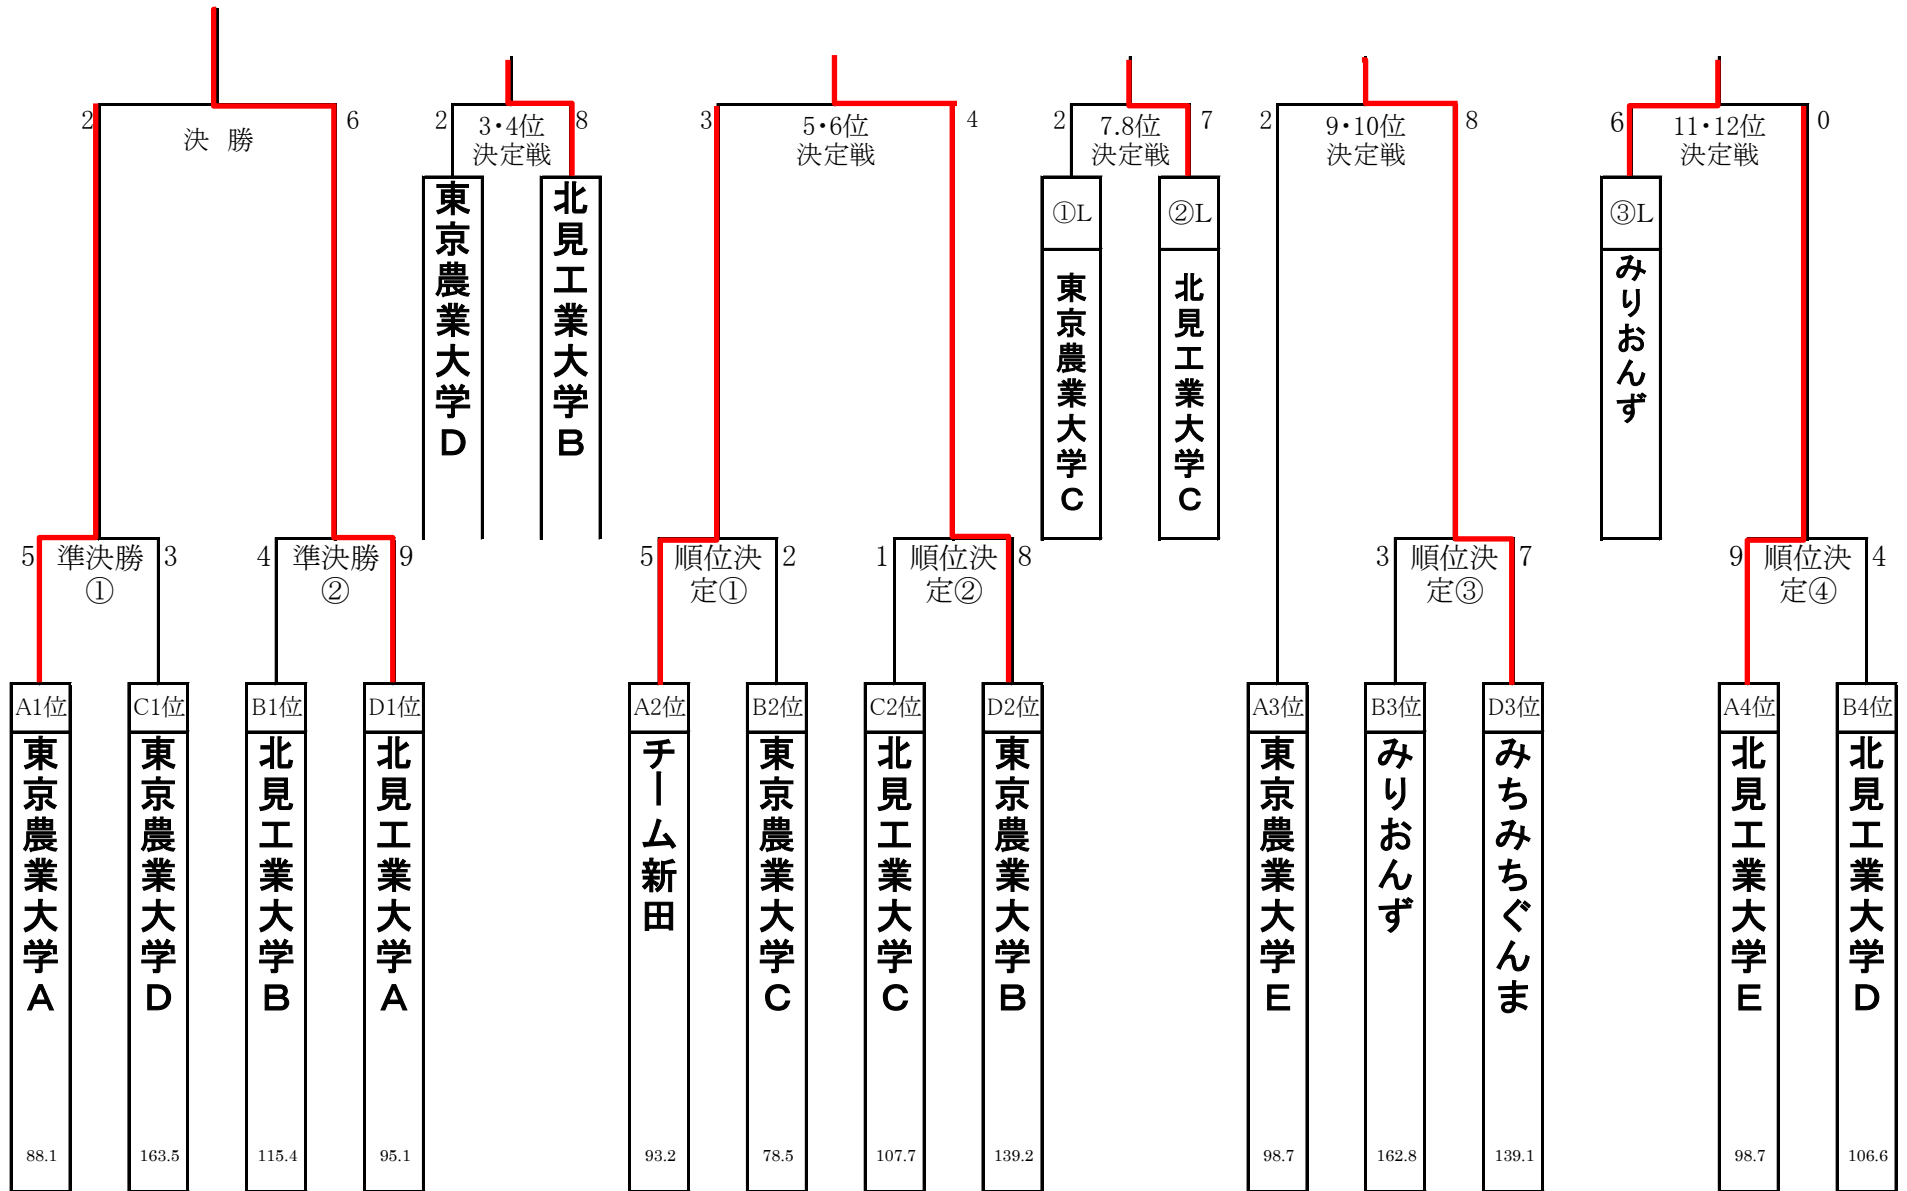 2
決 勝
6
2
3・4位
決定戦
8
3
5・6位
決定戦
4
2
7.8位
決定戦
7
2
9・10位
決定戦
8
6
11・12位
決定戦
0
東京農業大学D
北見工業大学B
①L
東京農業大学C
②L
北見工業大学C
③L
みりおんず
5
準決勝
①
3
4
準決勝
②
9
5
順位決
定①
2
1
順位決
定②
8
3
順位決
定③
7
9
順位決
定④
4
A1位
東京農業大学A
88.1
C1位
東京農業大学D
163.5
B1位
北見工業大学B
115.4
D1位
北見工業大学A
95.1
A2位
チーム新田
93.2
B2位
東京農業大学C
78.5
C2位
北見工業大学C
107.7
D2位
東京農業大学B
139.2
A3位
東京農業大学E
98.7
B3位
みりおんず
162.8
D3位
みちみちぐんま
139.1
A4位
北見工業大学E
98.7
B4位
北見工業大学D
106.6